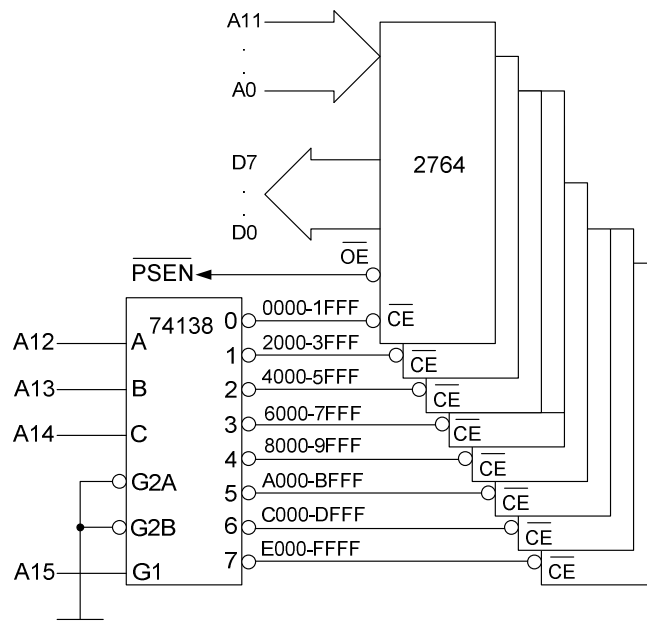 A11
.
.
A0
2764
D7
.
.
D0
OE
PSEN
74138
0 0000-1FFF CE
A12 A
1 2000-3FFF CE
A13 B
2 4000-5FFF CE
3 6000-7FFF CE
A14 C
4 8000-9FFF CE
G2A
5 A000-BFFF CE
G2B
6 C000-DFFF CE
7 E000-FFFF CE
A15 G1